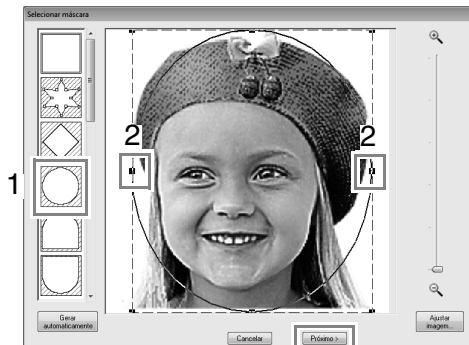 Selecionar máscara
2
2
1
Gerar
automaticamente
Ajustar
imagem...
Cancelar
Próximo >